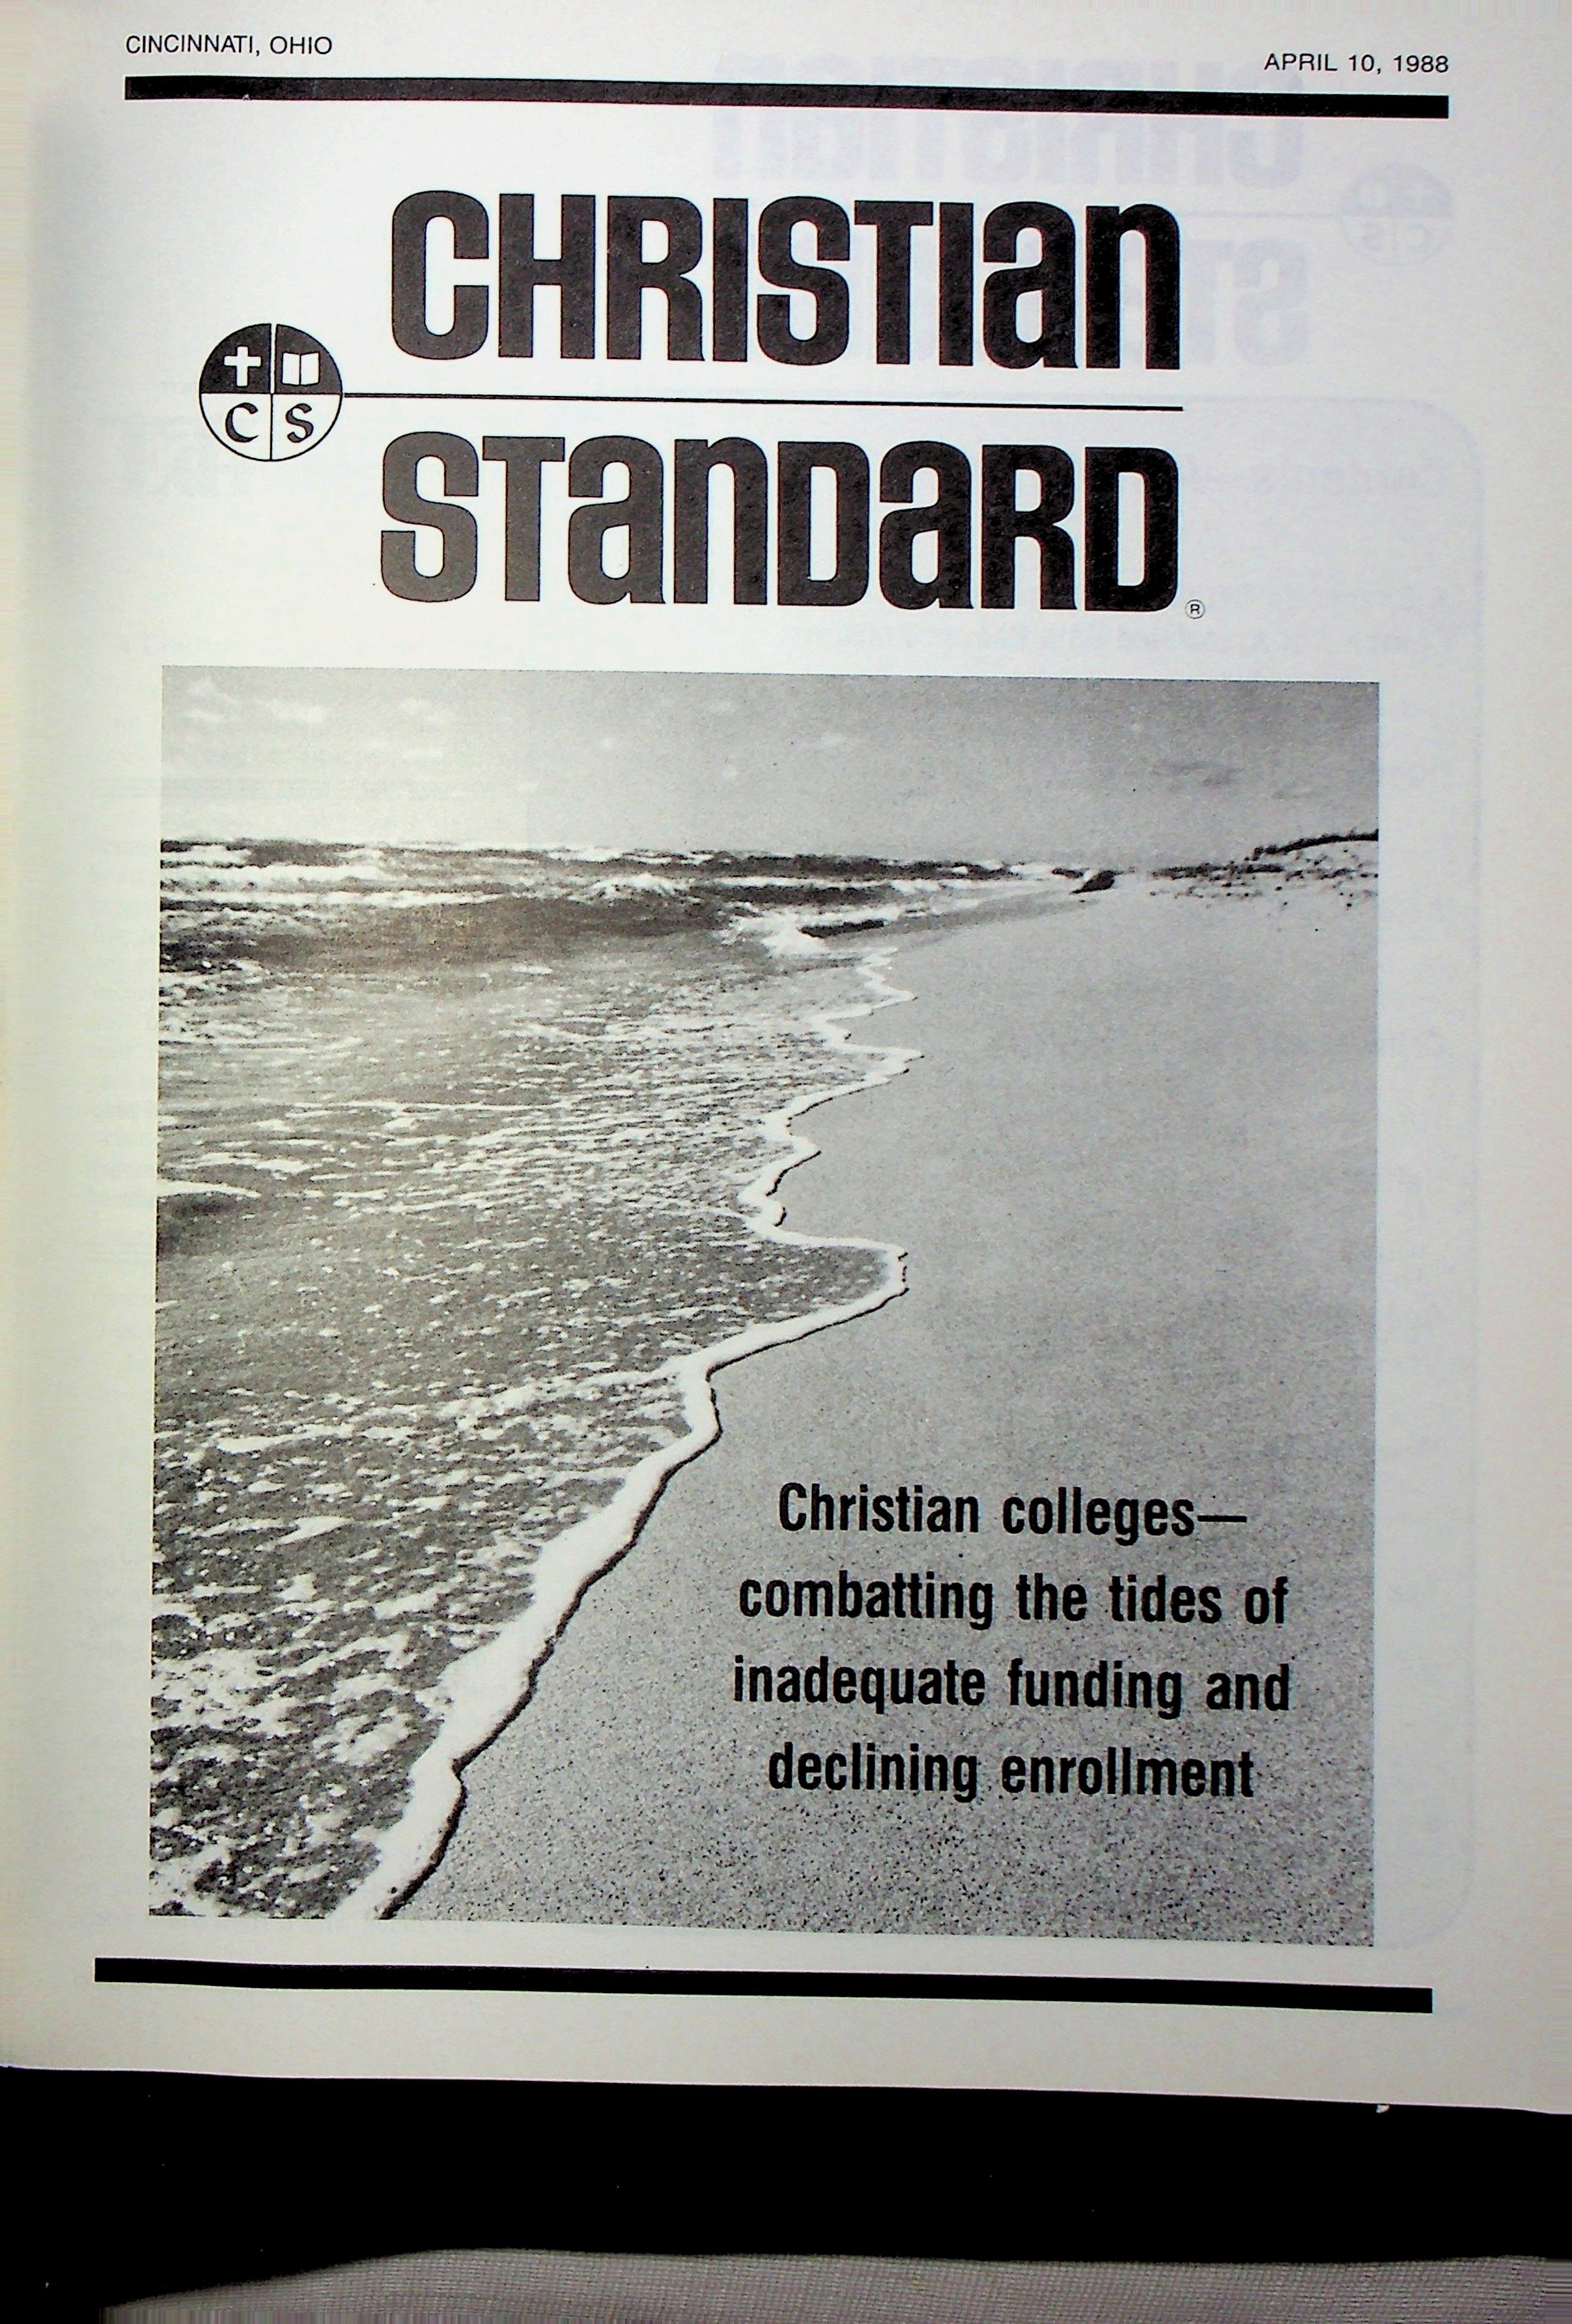 CINCINNATI, OHIO
APRIL 10, 1988
CHRISTIan
C S
STanDaRD®
Christian colleges—
combatting the tides of
inadequate funding and
declining enrollment